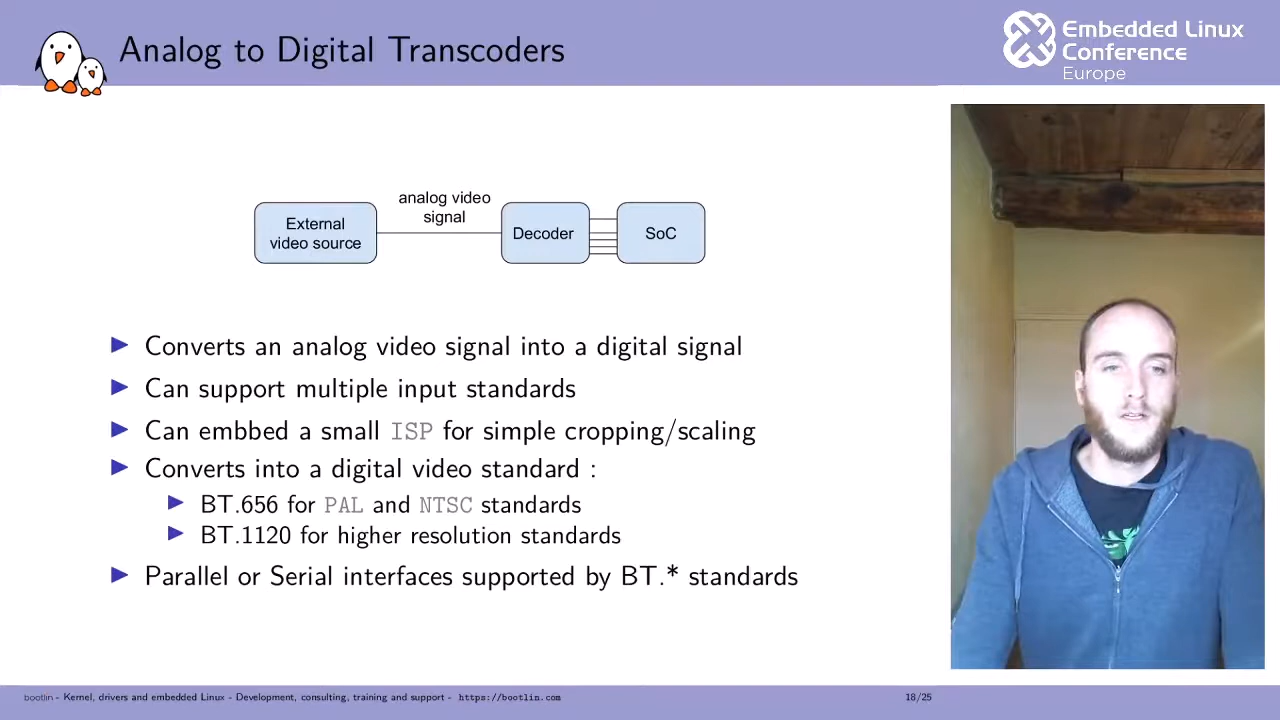 Analog to Digital Transcoders
Embedded Linux
Conference
Europe
analog video
signal
External
video source
Decoder
SoC
Converts an analog video signal into a digital signal
Can support multiple input standards
Can embbed a small ISP for simple cropping/scaling
Converts into a digital video standard :
BT.656 for PAL and NTSC standards
BT.1120 for higher resolution standards
Parallel or Serial interfaces supported by BT.* standards
bootlin - Kernel, drivers and embedded Linux - Development, consulting, training and support - https://bootlin.com
18/25